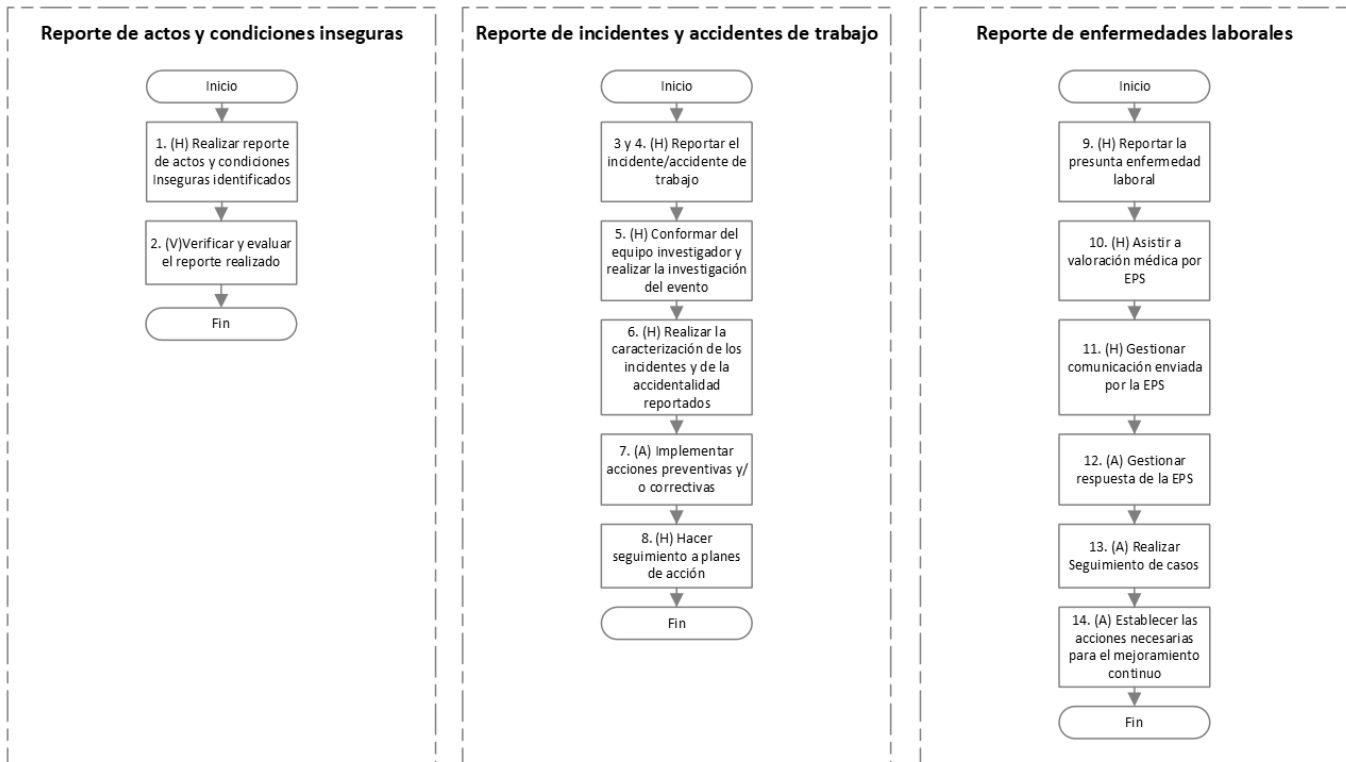 Reporte de actos y condiciones inseguras
Inicio
1. (H) Realizar reporte
de actos y condiciones
Inseguras identificados
2. (V)Verificar y evaluar
el reporte realizado
Fin
Reporte de incidentes y accidentes de trabajo
Inicio
3 y 4. (H) Reportar el
incidente/accidente de
trabajo
5. (H) Conformar del
equipo investigador y
realizar la investigación
del evento
6. (H) Realizar la
caracterización de los
incidentes y de la
accidentalidad
reportados
7. (A) Implementar
acciones preventivas y/
o correctivas
8. (H) Hacer
seguimiento a planes
de acción
Fin
Reporte de enfermedades laborales
Inicio
9. (H) Reportar la
presunta enfermedad
laboral
10. (H) Asistir a
valoración médica por
EPS
11. (H) Gestionar
comunicación enviada
por la EPS
12. (A) Gestionar
respuesta de la EPS
13. (A) Realizar
Seguimiento de casos
14. (A) Establecer las
acciones necesarias
para el mejoramiento
continuo
Fin